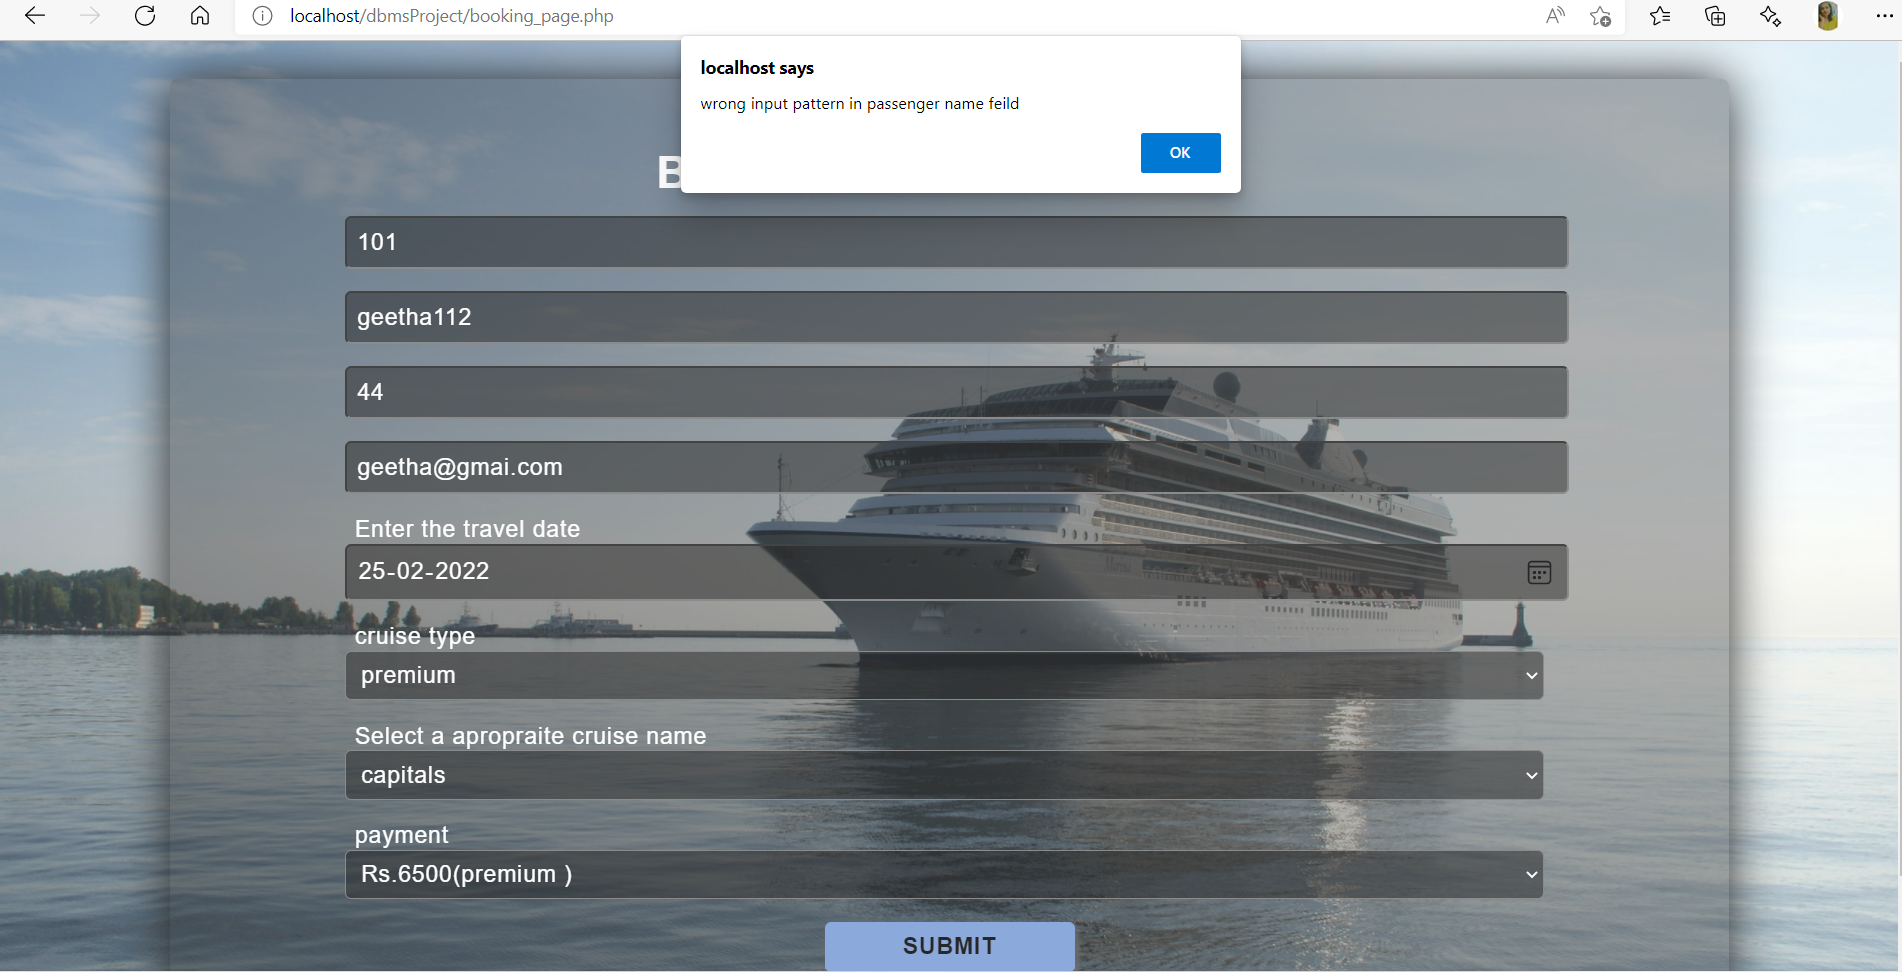 localhost/dbmsProject/booking_page.php
localhost says
wrong input pattern in passenger name feild
OK
B
101
geetha112
44
geetha@gmai.com
Enter the travel date
25-02-2022
cruise type
premium
Select a apropraite cruise name
capitals
payment
Rs.6500(premium )
SUBMIT